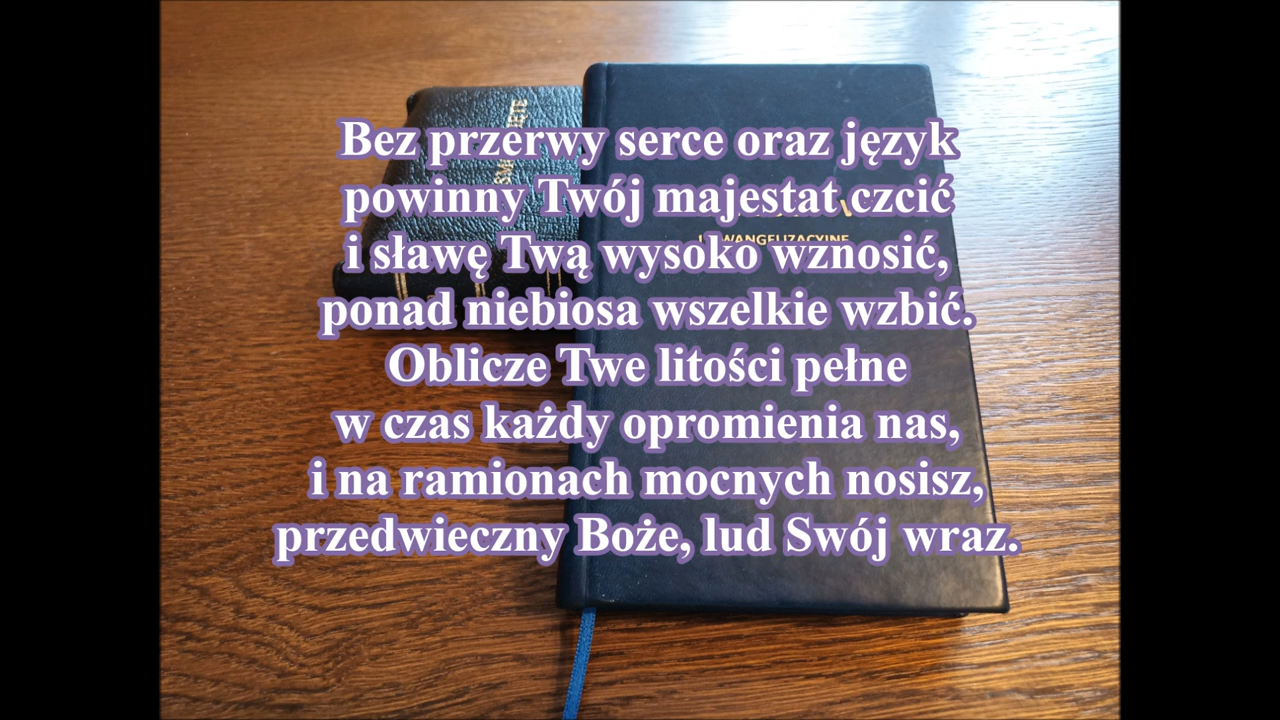 Bez przerwy serce oraz język
powinny Twój majestat czcić
i sławę Twą wysoko wznosić,
ponad niebiosa wszelkie wzbić.
Oblicze Twe litości pełne
w czas każdy opromienia nas,
i na ramionach mocnych nosisz,
przedwieczny Boże, lud Swój wraz.